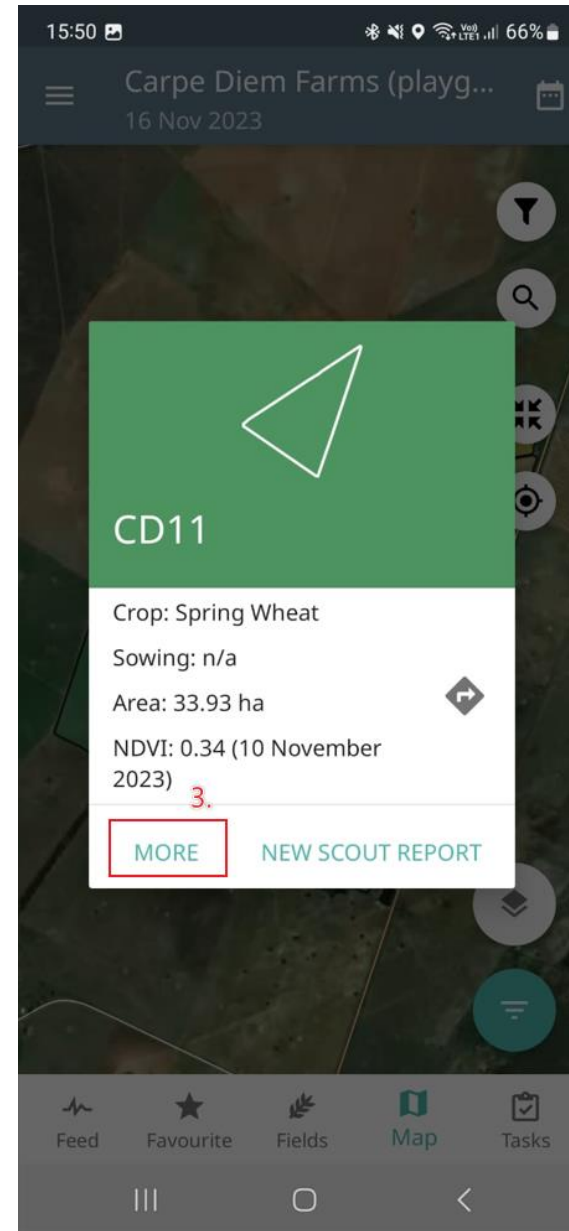 15:50 66%
Carpe Diem Farms (playg...
16 Nov 2023
CD11
Crop: Spring Wheat
Sowing: n/a
Area: 33.93 ha
NDVI: 0.34 (10 November
2023)
3.
MORE NEW SCOUT REPORT
Feed Favourite Fields Map Tasks